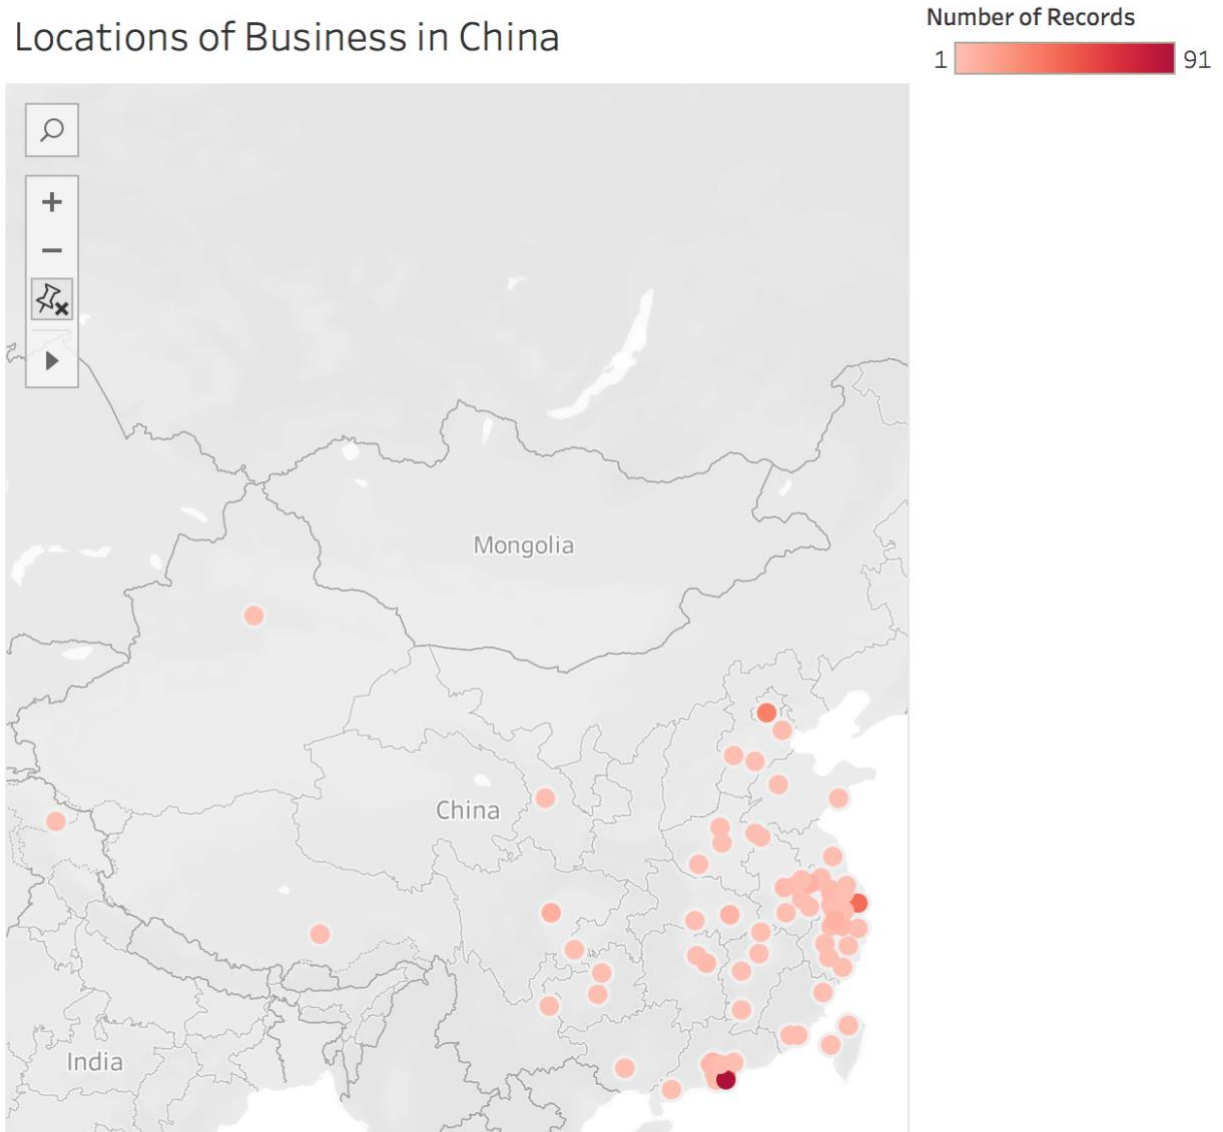 Locations of Business in China
Number of Records
1 91
Mongolia
China
India